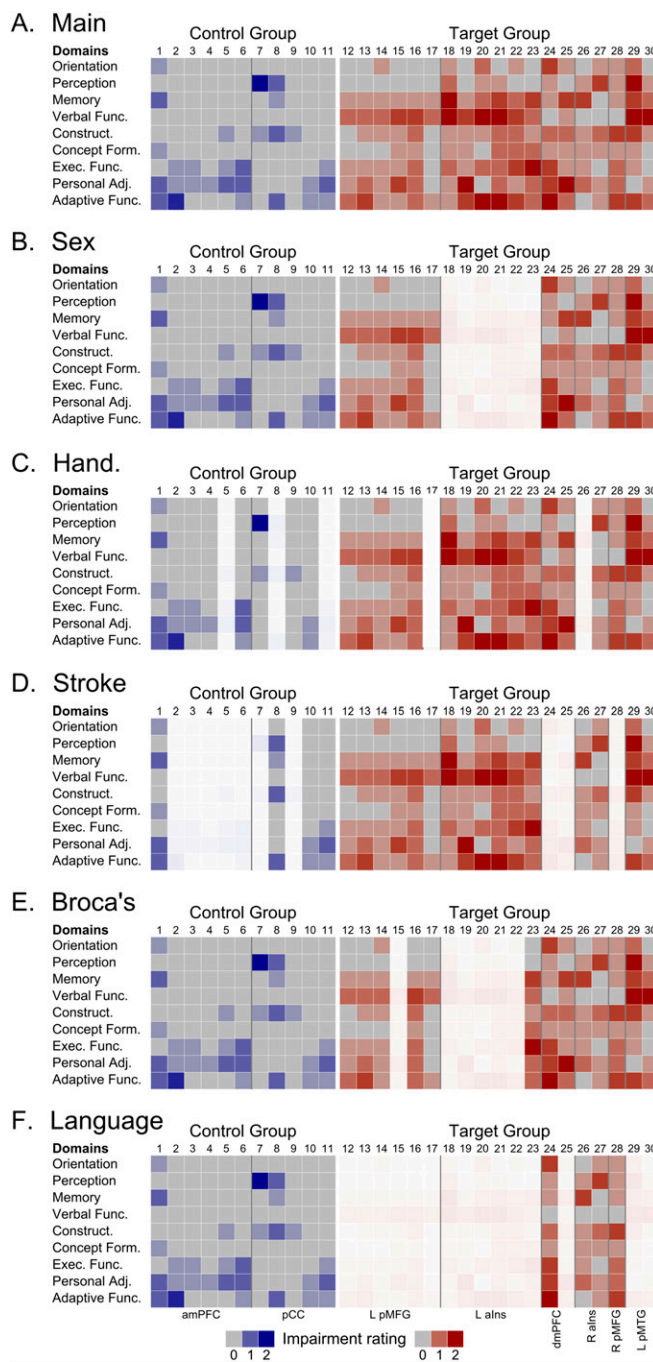 A. Main
Control Group Target Group
Domains 1 2 3 4 5 6 7 8 9 10 11 12 13 14 15 16 17 18 19 20 21 22 23 24 25 26 27 28 29 30
Orientation
Perception
Memory
Verbal Func.
Construct.
Concept Form.
Exec. Func.
Personal Adj.
Adaptive Func.
B. Sex
Control Group Target Group
Domains 1 2 3 4 5 6 7 8 9 10 11 12 13 14 15 16 17 18 19 20 21 22 23 24 25 26 27 28 29 30
Orientation
Perception
Memory
Verbal Func.
Construct.
Concept Form.
Exec. Func.
Personal Adj.
Adaptive Func.
C. Hand.
Control Group Target Group
Domains 1 2 3 4 5 6 7 8 9 10 11 12 13 14 15 16 17 18 19 20 21 22 23 24 25 26 27 28 29 30
Orientation
Perception
Memory
Verbal Func.
Construct.
Concept Form.
Exec. Func.
Personal Adj.
Adaptive Func.
D. Stroke
Control Group Target Group
Domains 1 2 3 4 5 6 7 8 9 10 11 12 13 14 15 16 17 18 19 20 21 22 23 24 25 26 27 28 29 30
Orientation
Perception
Memory
Verbal Func.
Construct.
Concept Form.
Exec. Func.
Personal Adj.
Adaptive Func.
E. Broca's
Control Group Target Group
Domains 1 2 3 4 5 6 7 8 9 10 11 12 13 14 15 16 17 18 19 20 21 22 23 24 25 26 27 28 29 30
Orientation
Perception
Memory
Verbal Func.
Construct.
Concept Form.
Exec. Func.
Personal Adj.
Adaptive Func.
F. Language
Control Group Target Group
Domains 1 2 3 4 5 6 7 8 9 10 11 12 13 14 15 16 17 18 19 20 21 22 23 24 25 26 27 28 29 30
Orientation
Perception
Memory
Verbal Func.
Construct.
Concept Form.
Exec. Func.
Personal Adj.
Adaptive Func.
amPFC pCC L pMFG L aIns dmPFC R aIns R pMFG L pMTG
Impairment rating
0 1 2 0 1 2